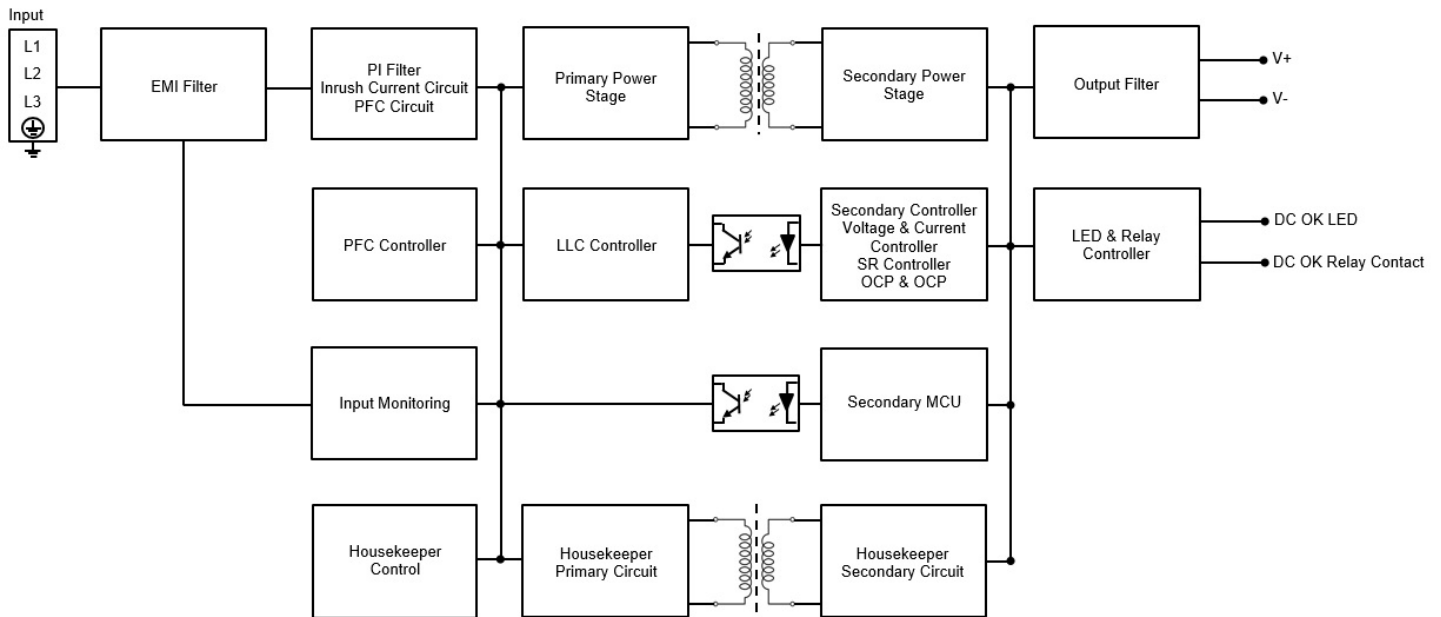 Input
L1
L2
L3
EMI Filter
PI Filter
Inrush Current Circuit
PFC Circuit
Primary Power
Stage
Secondary Power
Stage
Output Filter
V+
V-
PFC Controller
LLC Controller
Secondary Controller
Voltage & Current
Controller
SR Controller
OCP & OCP
LED & Relay
Controller
DC OK LED
DC OK Relay Contact
Input Monitoring
Secondary MCU
Housekeeper
Control
Housekeeper
Primary Circuit
Housekeeper
Secondary Circuit